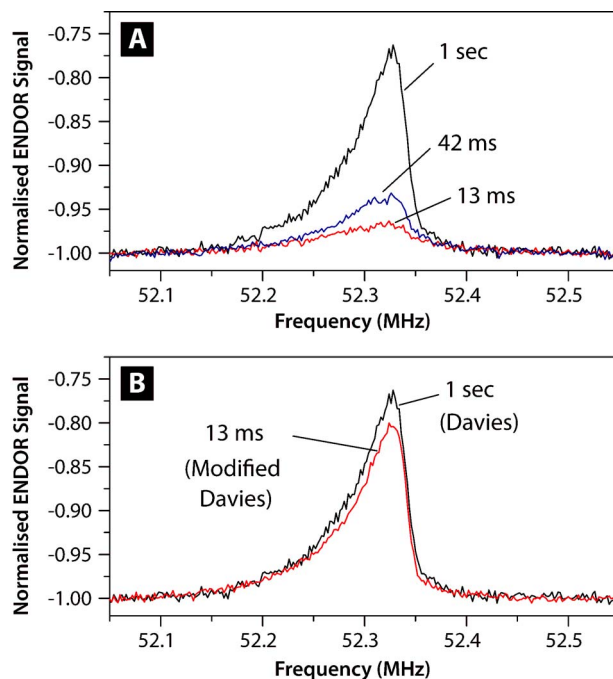 A
Normalised ENDOR Signal
-0.75
-0.80
-0.85
-0.90
-0.95
-1.00
1 sec
42 ms
13 ms
52.1
52.2
52.3
52.4
52.5
Frequency (MHz)
B
Normalised ENDOR Signal
-0.75
-0.80
-0.85
-0.90
-0.95
-1.00
1 sec
(Davies)
13 ms
(Modified
Davies)
52.1
52.2
52.3
52.4
52.5
Frequency (MHz)